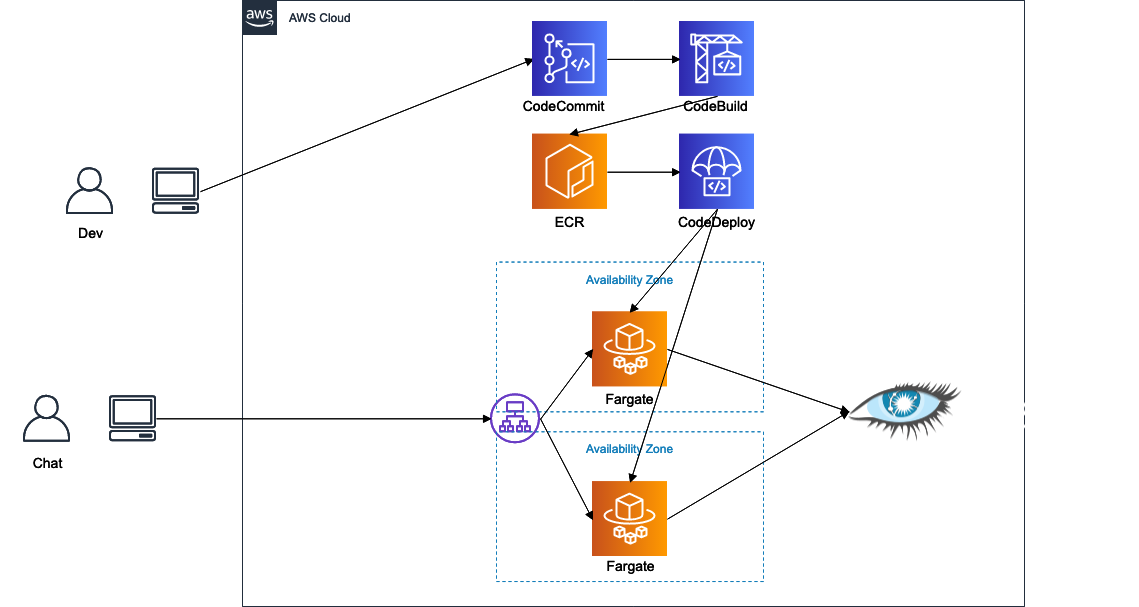 aws
AWS Cloud
CodeCommit
CodeBuild
ECR
CodeDeploy
Dev
Availability Zone
Fargate
Chat
Availability Zone
Fargate